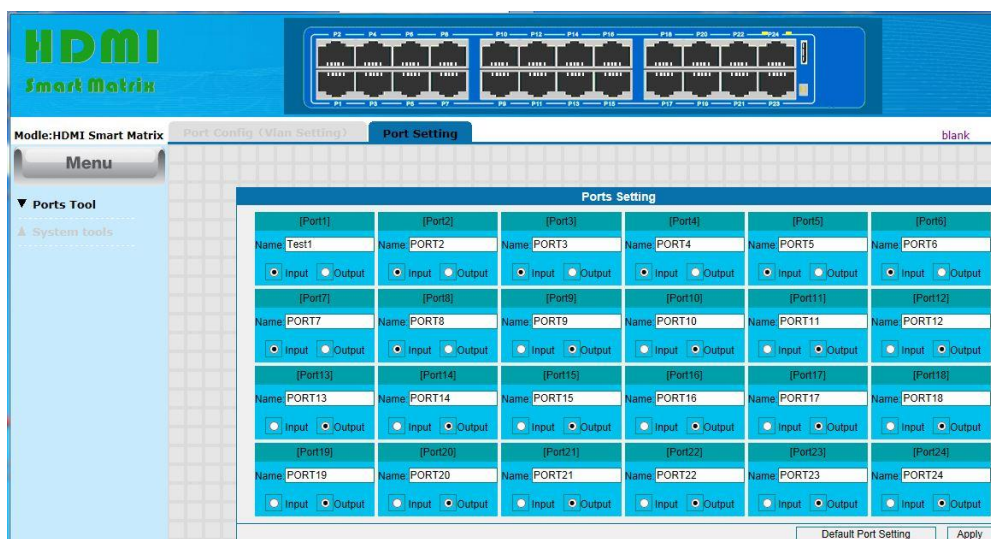 HDMI
Smart Matrix
P2 P4 P6 P8 P10 P12 P14 P16 P18 P20 P22 P24
P1 P3 P5 P7 P9 P11 P13 P15 P17 P19 P21 P23
Modle:HDMI Smart Matrix
Port Config (Vlan Setting)
Port Setting
blank
Menu
▼ Ports Tool
▲ System tools
Ports Setting
[Port1] [Port2] [Port3] [Port4] [Port5] [Port6]
Name: Test1 Name: PORT2 Name: PORT3 Name: PORT4 Name: PORT5 Name: PORT6
Input Output Input Output Input Output Input Output Input Output Input Output
[Port7] [Port8] [Port9] [Port10] [Port11] [Port12]
Name: PORT7 Name: PORT8 Name: PORT9 Name: PORT10 Name: PORT11 Name: PORT12
Input Output Input Output Input Output Input Output Input Output Input Output
[Port13] [Port14] [Port15] [Port16] [Port17] [Port18]
Name: PORT13 Name: PORT14 Name: PORT15 Name: PORT16 Name: PORT17 Name: PORT18
Input Output Input Output Input Output Input Output Input Output Input Output
[Port19] [Port20] [Port21] [Port22] [Port23] [Port24]
Name: PORT19 Name: PORT20 Name: PORT21 Name: PORT22 Name: PORT23 Name: PORT24
Input Output Input Output Input Output Input Output Input Output Input Output
Default Port Setting Apply